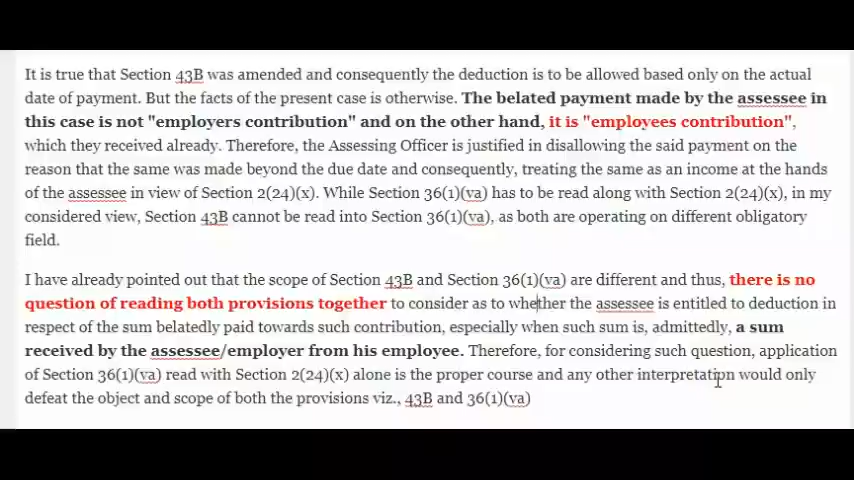 It is true that Section 43B was amended and consequently the deduction is to be allowed based only on the actual
date of payment. But the facts of the present case is otherwise. The belated payment made by the assessee in
this case is not "employers contribution" and on the other hand, it is "employees contribution",
which they received already. Therefore, the Assessing Officer is justified in disallowing the said payment on the
reason that the same was made beyond the due date and consequently, treating the same as an income at the hands
of the assessee in view of Section 2(24)(x). While Section 36(1)(va) has to be read along with Section 2(24)(x), in my
considered view, Section 43B cannot be read into Section 36(1)(va), as both are operating on different obligatory
field.
I have already pointed out that the scope of Section 43B and Section 36(1)(va) are different and thus, there is no
question of reading both provisions together to consider as to whether the assessee is entitled to deduction in
respect of the sum belatedly paid towards such contribution, especially when such sum is, admittedly, a sum
received by the assessee/employer from his employee. Therefore, for considering such question, application
of Section 36(1)(va) read with Section 2(24)(x) alone is the proper course and any other interpretation would only
defeat the object and scope of both the provisions viz., 43B and 36(1)(va)